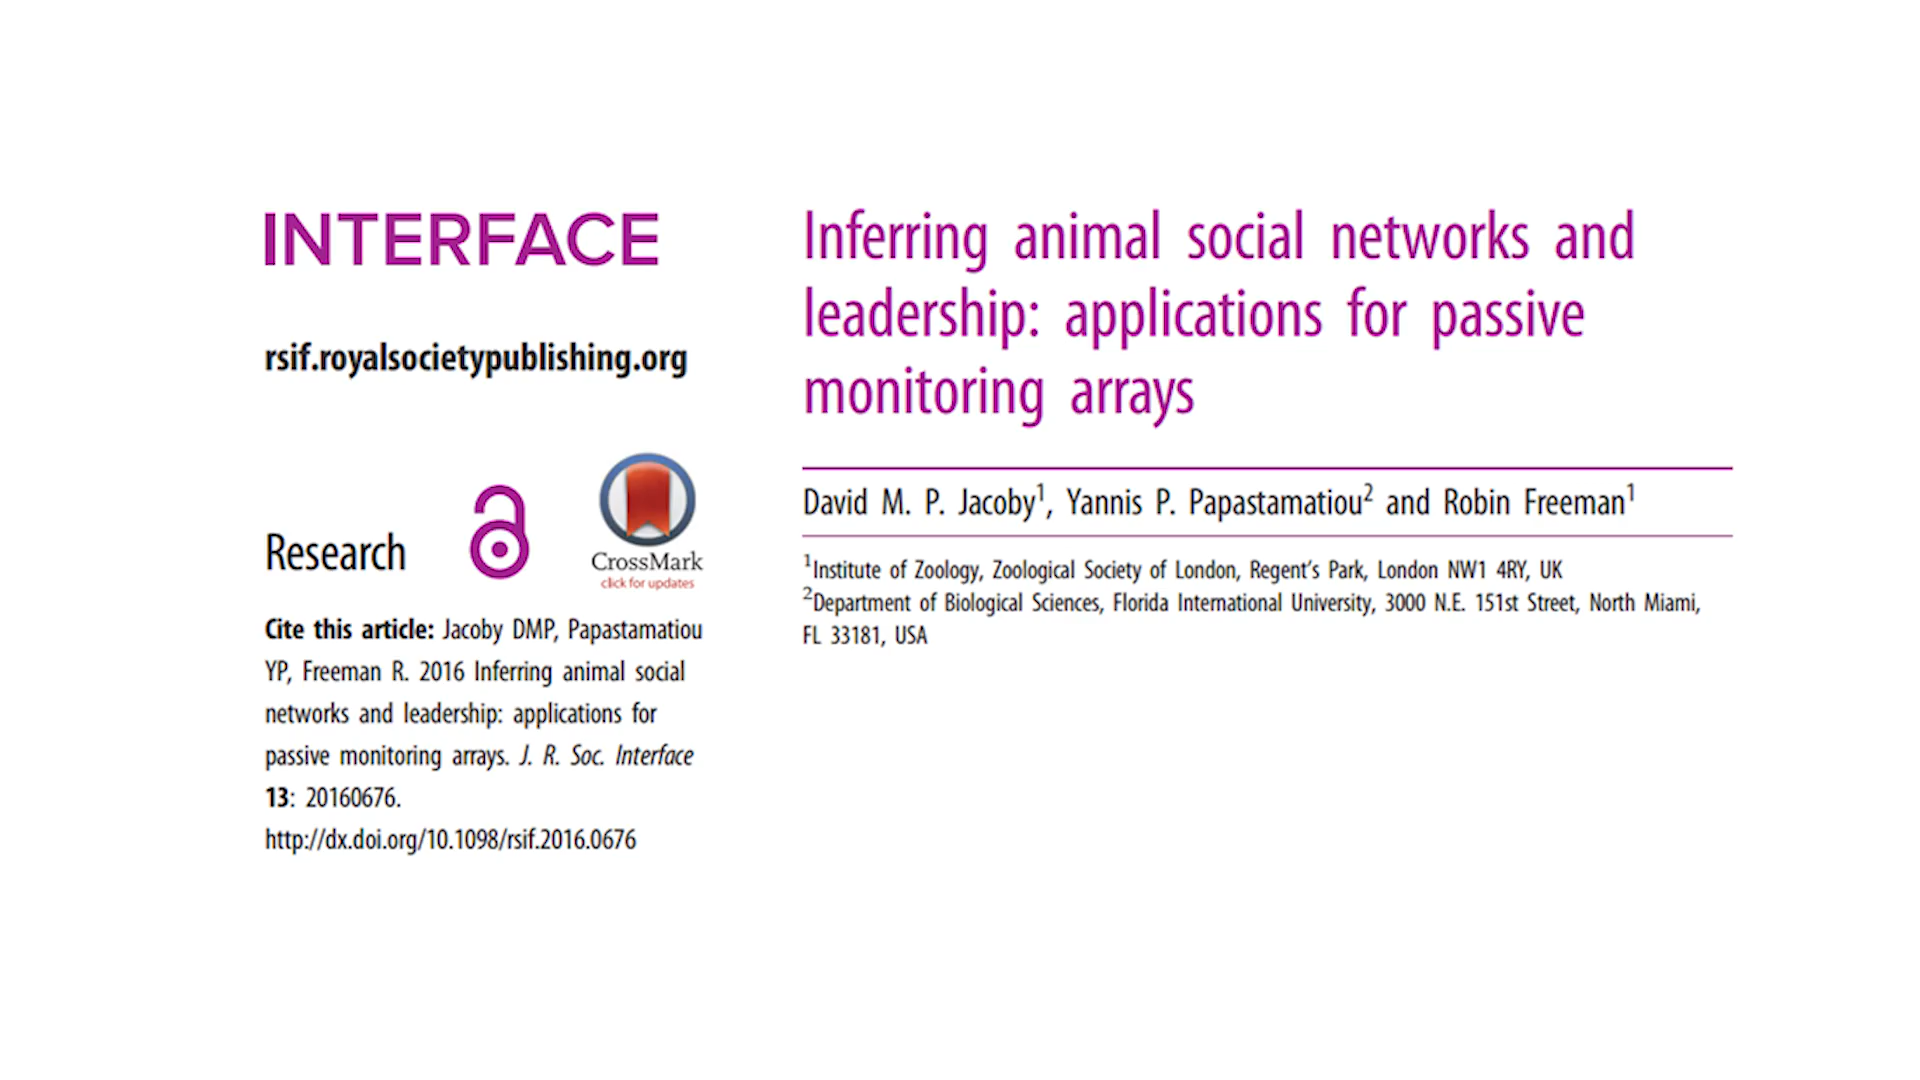 INTERFACE
rsif.royalsocietypublishing.org
Research
CrossMark
click for updates
Cite this article: Jacoby DMP, Papastamatiou
YP, Freeman R. 2016 Inferring animal social
networks and leadership: applications for
passive monitoring arrays. J. R. Soc. Interface
13: 20160676.
http://dx.doi.org/10.1098/rsif.2016.0676
Inferring animal social networks and
leadership: applications for passive
monitoring arrays
David M. P. Jacoby1, Yannis P. Papastamatiou2 and Robin Freeman1
1Institute of Zoology, Zoological Society of London, Regent's Park, London NW1 4RY, UK
2Department of Biological Sciences, Florida International University, 3000 N.E. 151st Street, North Miami,
FL 33181, USA